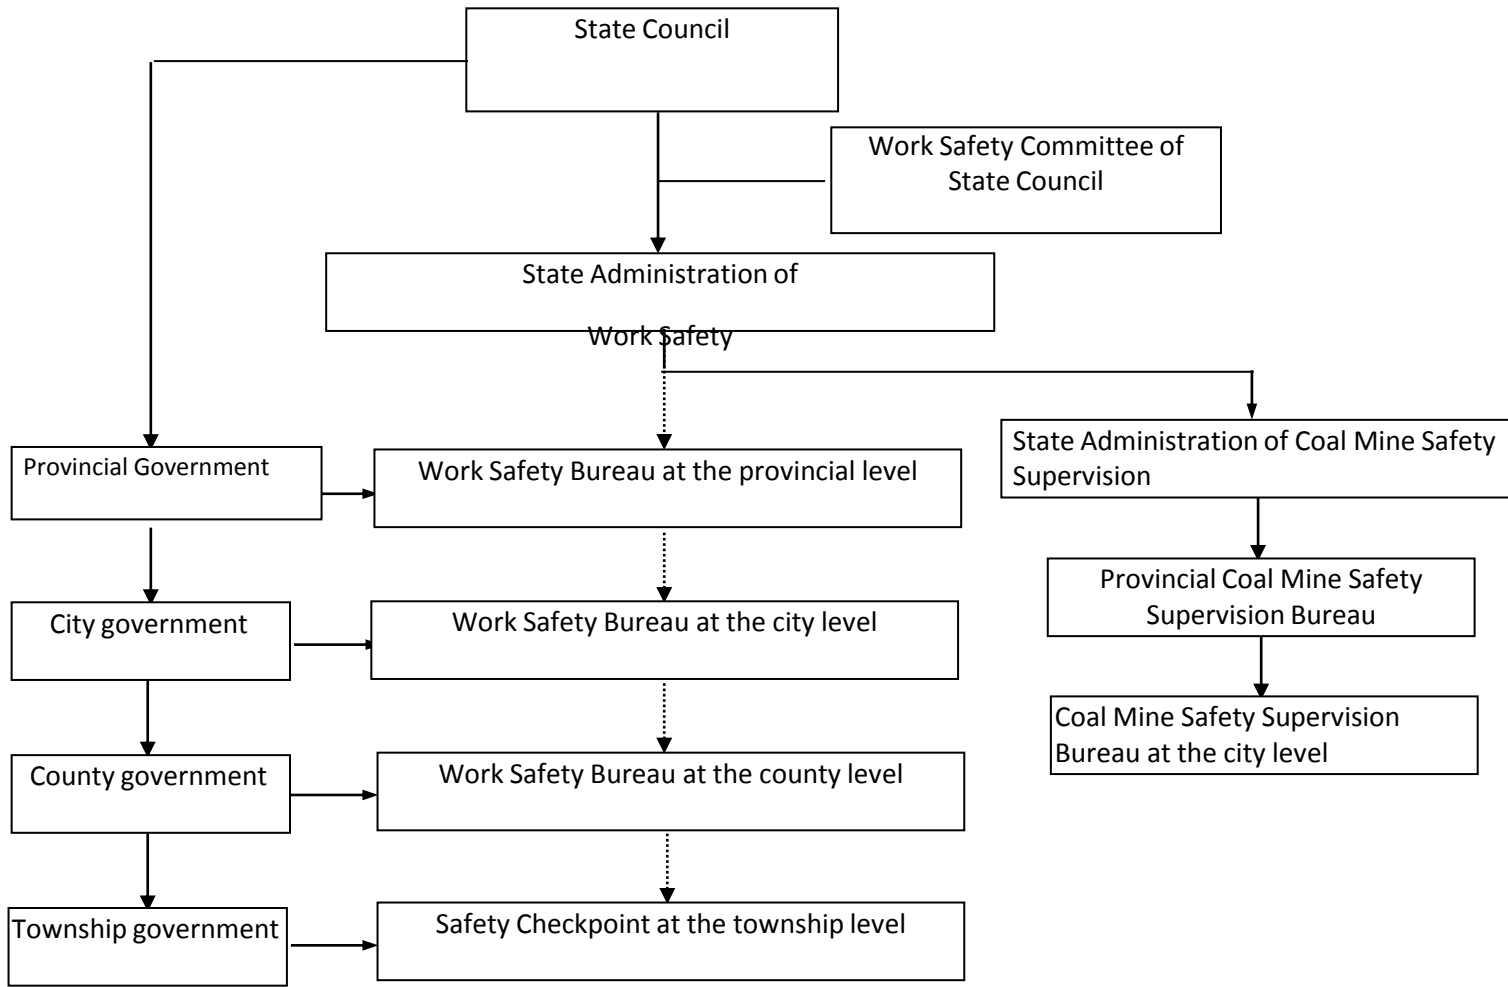 State Council
Work Safety Committee of
State Council
State Administration of
Work Safety
Provincial Government
Work Safety Bureau at the provincial level
State Administration of Coal Mine Safety
Supervision
Provincial Coal Mine Safety
Supervision Bureau
City government
Work Safety Bureau at the city level
Coal Mine Safety Supervision
Bureau at the city level
County government
Work Safety Bureau at the county level
Township government
Safety Checkpoint at the township level